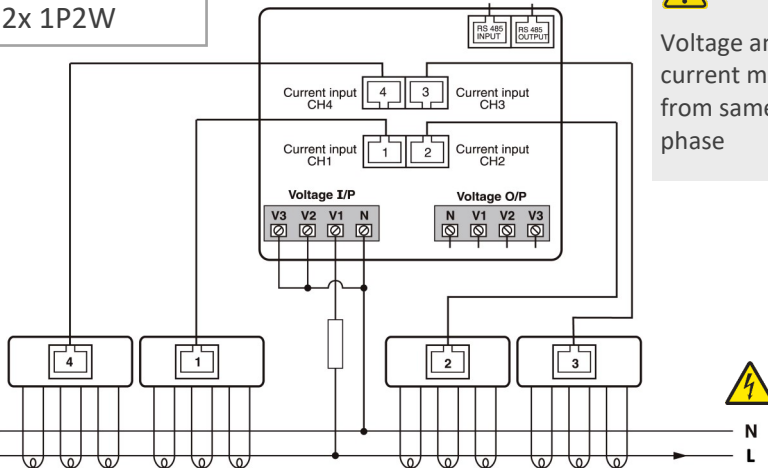 2x 1P2W
RS 485
INPUT
RS 485
OUTPUT
Voltage
current
from same
phase
Current input
CH4
4
3
Current input
CH3
Current input
CH1
1
2
Current input
CH2
Voltage I/P
V3 V2 V1 N
Voltage O/P
N V1 V2 V3
4
1
2
3
N
L